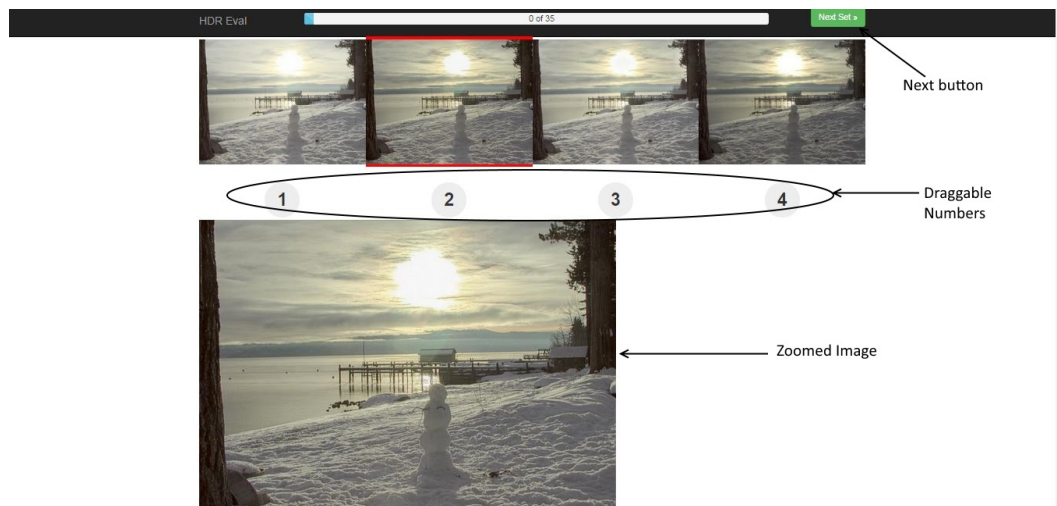 HDR Eval
0 of 35
Next Set »
Next button
1 2 3 4
Draggable
Numbers
Zoomed Image